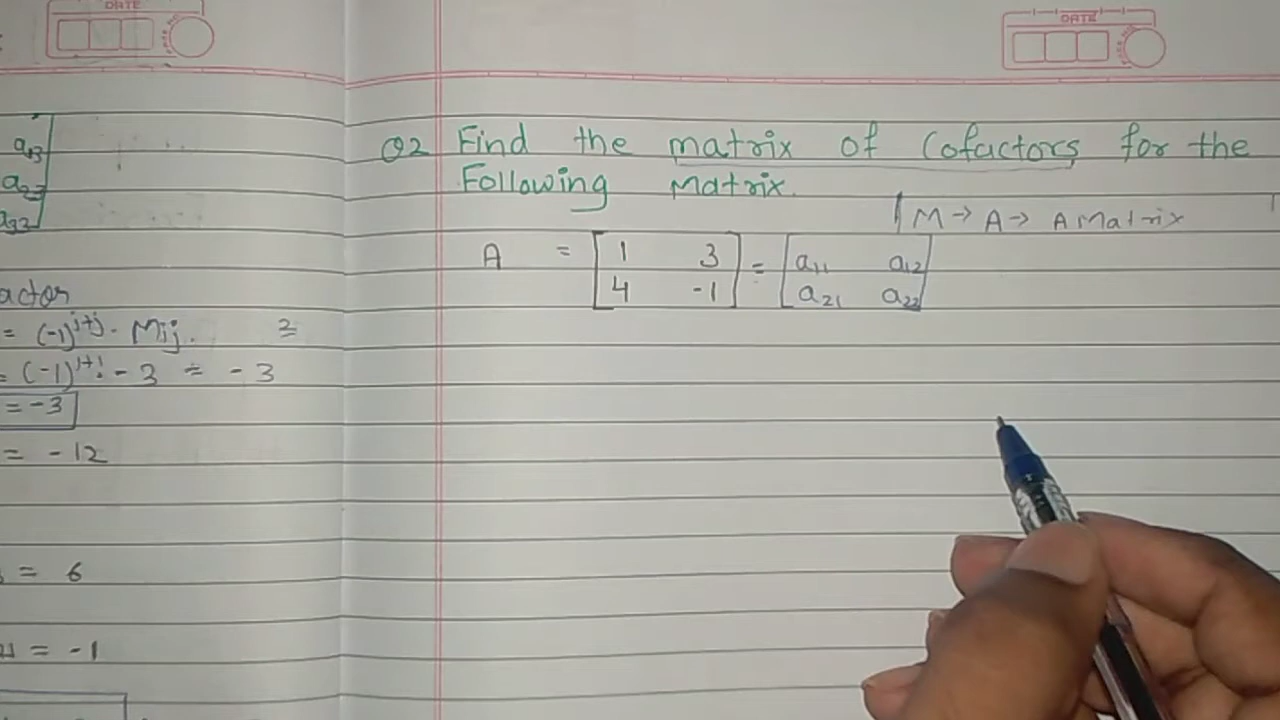 DATE
DATE
a13
a23
a33
actor
= (-1)^i+j · Mij. =
= (-1)^1+1 · - 3 = - 3
= -3
= -12
= 6
= -1
Q2 Find the matrix of Cofactors for the
Following Matrix.
M → A → A Matrix
A = [1 3 = [a11 a12
4 -1] a21 a22]